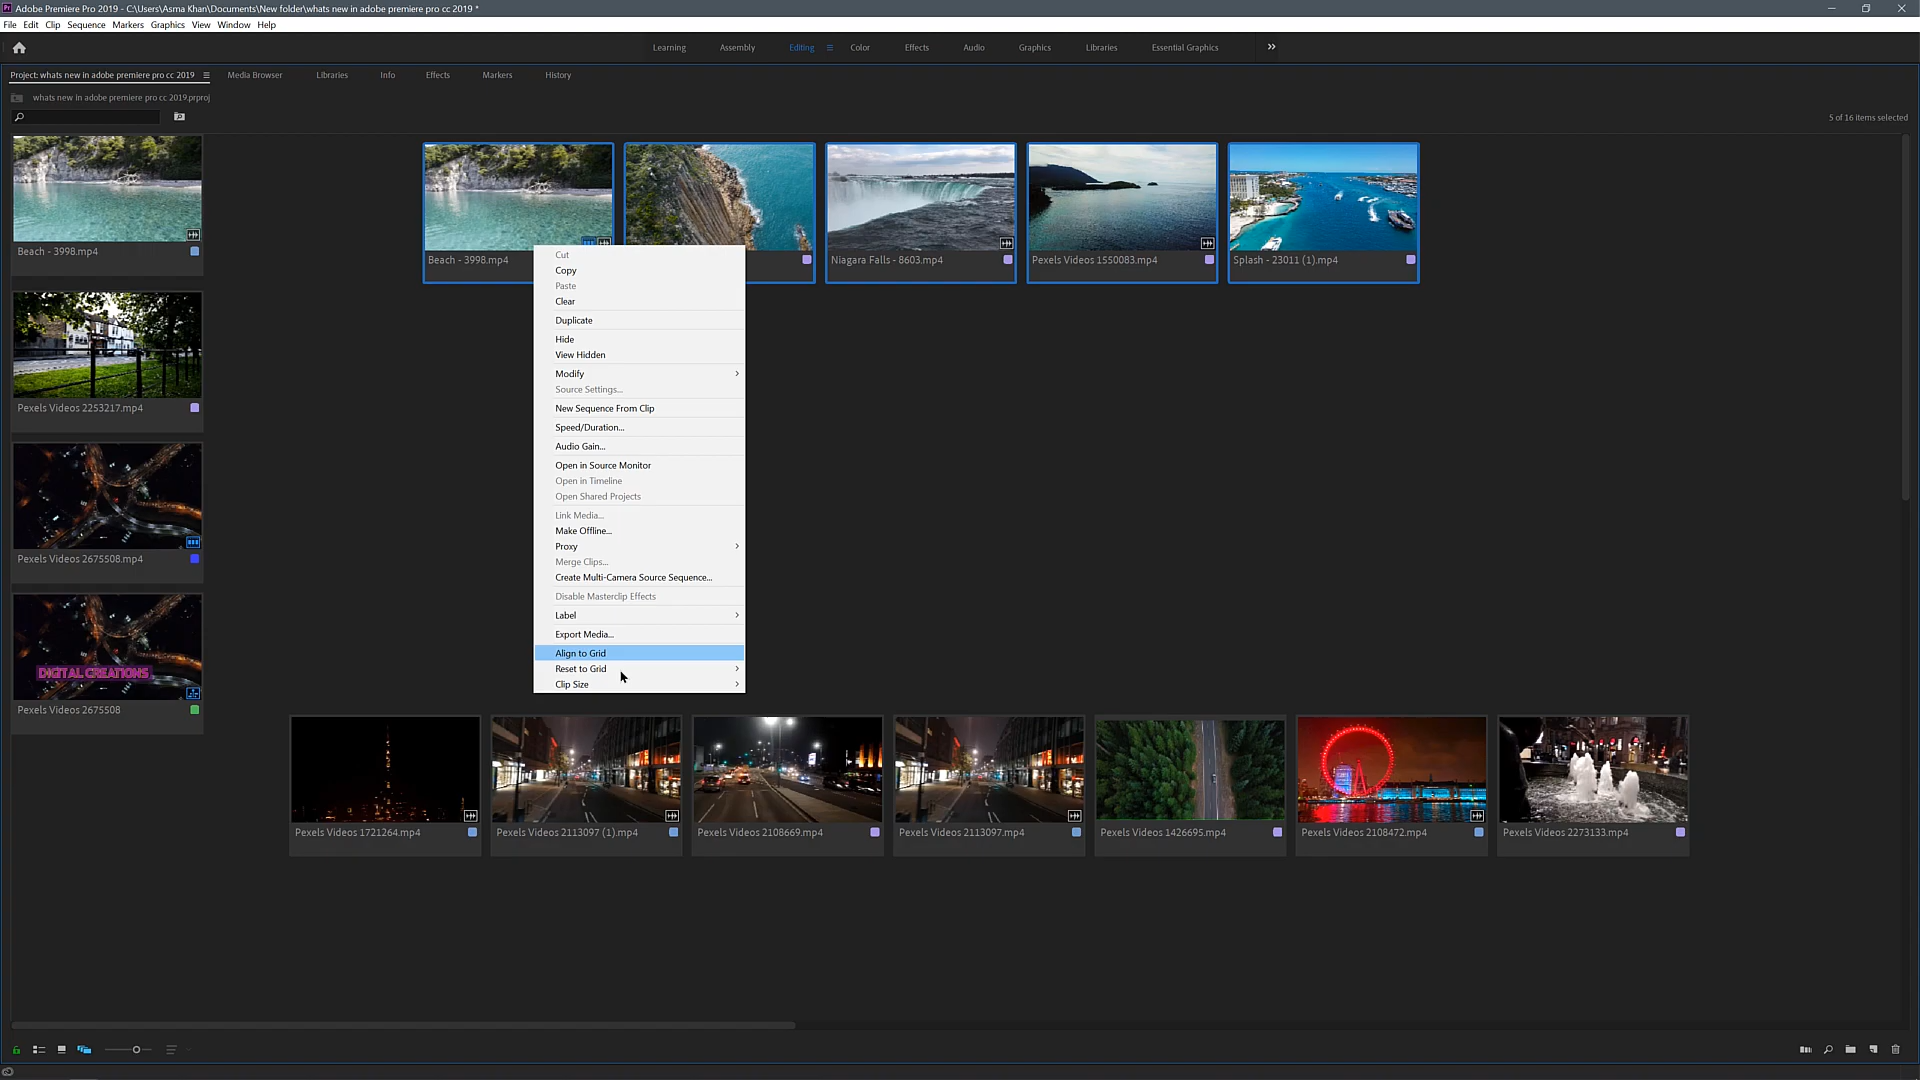 Adobe Premiere Pro 2019 - C:\Users\Asma Khan\Documents\New folder\whats new in adobe premiere pro cc 2019 *
File Edit Clip Sequence Markers Graphics View Window Help
Learning Assembly Editing Color Effects Audio Graphics Libraries Essential Graphics
Project: whats new in adobe premiere pro cc 2019 Media Browser Libraries Info Effects Markers History
whats new in adobe premiere pro cc 2019.prproj
5 of 16 items selected
Beach - 3998.mp4
Pexels Videos 2253217.mp4
Pexels Videos 2675508.mp4
DIGITAL CREATIONS
Pexels Videos 2675508
Beach - 3998.mp4
Niagara Falls - 8603.mp4
Pexels Videos 1550083.mp4
Splash - 23011 (1).mp4
Cut
Copy
Paste
Clear
Duplicate
Hide
View Hidden
Modify
Source Settings...
New Sequence From Clip
Speed/Duration...
Audio Gain...
Open in Source Monitor
Open in Timeline
Open Shared Projects
Link Media...
Make Offline...
Proxy
Merge Clips...
Create Multi-Camera Source Sequence...
Disable Masterclip Effects
Label
Export Media...
Align to Grid
Reset to Grid
Clip Size
Pexels Videos 1721264.mp4
Pexels Videos 2113097 (1).mp4
Pexels Videos 2108669.mp4
Pexels Videos 2113097.mp4
Pexels Videos 1426695.mp4
Pexels Videos 2108472.mp4
Pexels Videos 2273133.mp4